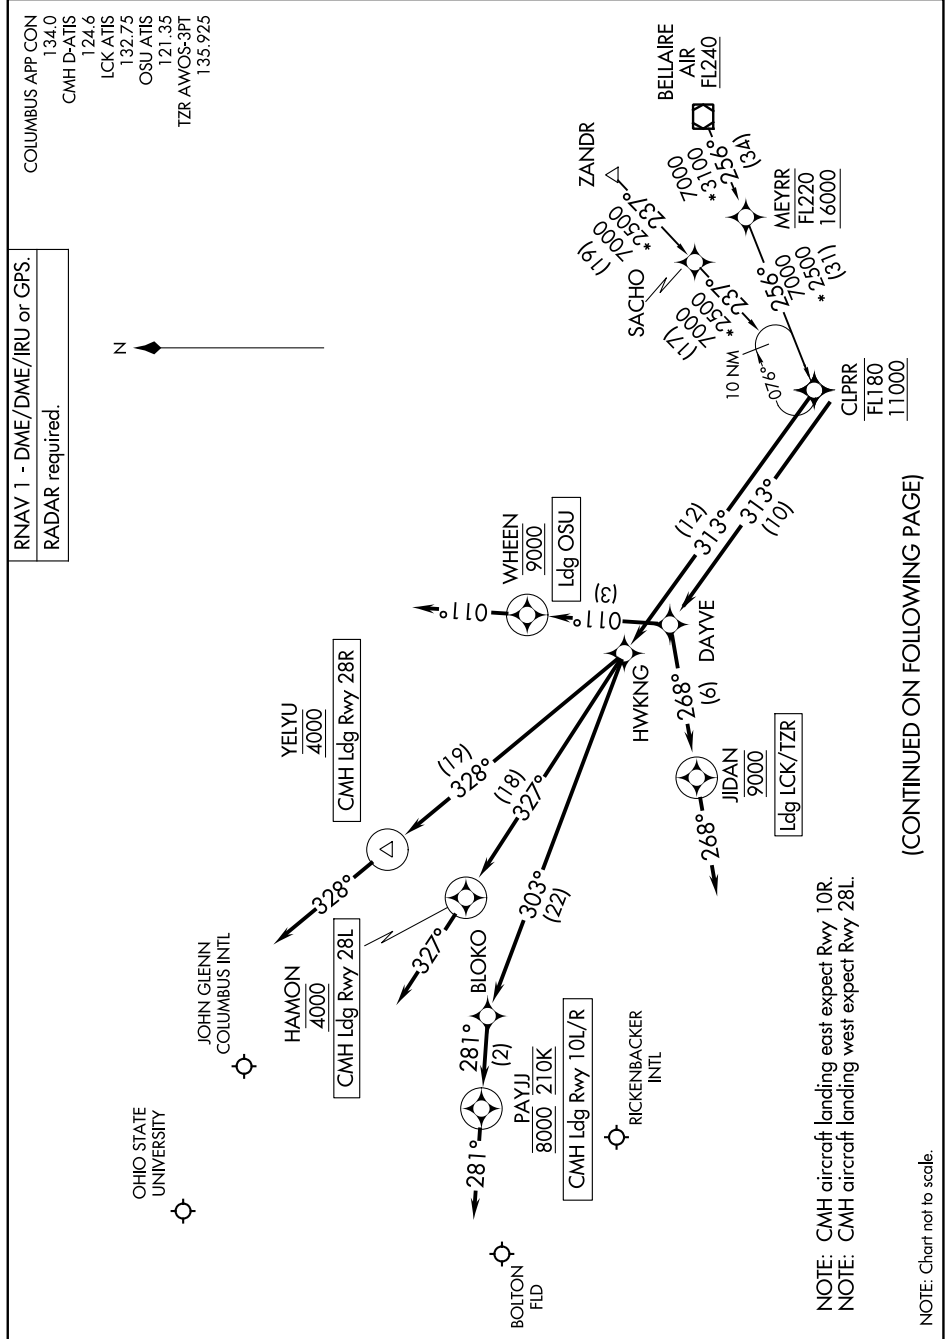 RNAV 1 - DME/DME/IRU or GPS.
RADAR required.
COLUMBUS APP CON
134.0
CMH D-ATIS
124.6
LCK ATIS
132.75
OSU ATIS
121.35
TZR AWOS-3PT
135.925
N
OHIO STATE
UNIVERSITY
JOHN GLENN
COLUMBUS INTL
YELYU
4000
CMH Ldg Rwy 28R
328°
328°
(19)
HAMON
4000
CMH Ldg Rwy 28L
327°
327°
(18)
WHEEN
9000
Ldg OSU
011°
011°
(3)
ZANDR
237°
*2500
7000
(19)
SACHO
237°
*2500
7000
(17)
BELLAIRE
AIR
FL240
7000
*3100
256°
(34)
MEYRR
FL220
16000
256°
7000
*2500
(31)
10 NM
076°
CLPRR
FL180
11000
(12)
313°
313°
(10)
DAYVE
HWKNG
268°
(6)
JIDAN
9000
Ldg LCK/TZR
268°
303°
(22)
BLOKO
281°
(2)
PAYJJ
8000 210K
CMH Ldg Rwy 10L/R
281°
RICKENBACKER
INTL
BOLTON
FLD
(CONTINUED ON FOLLOWING PAGE)
NOTE: CMH aircraft landing east expect Rwy 10R.
NOTE: CMH aircraft landing west expect Rwy 28L.
NOTE: Chart not to scale.